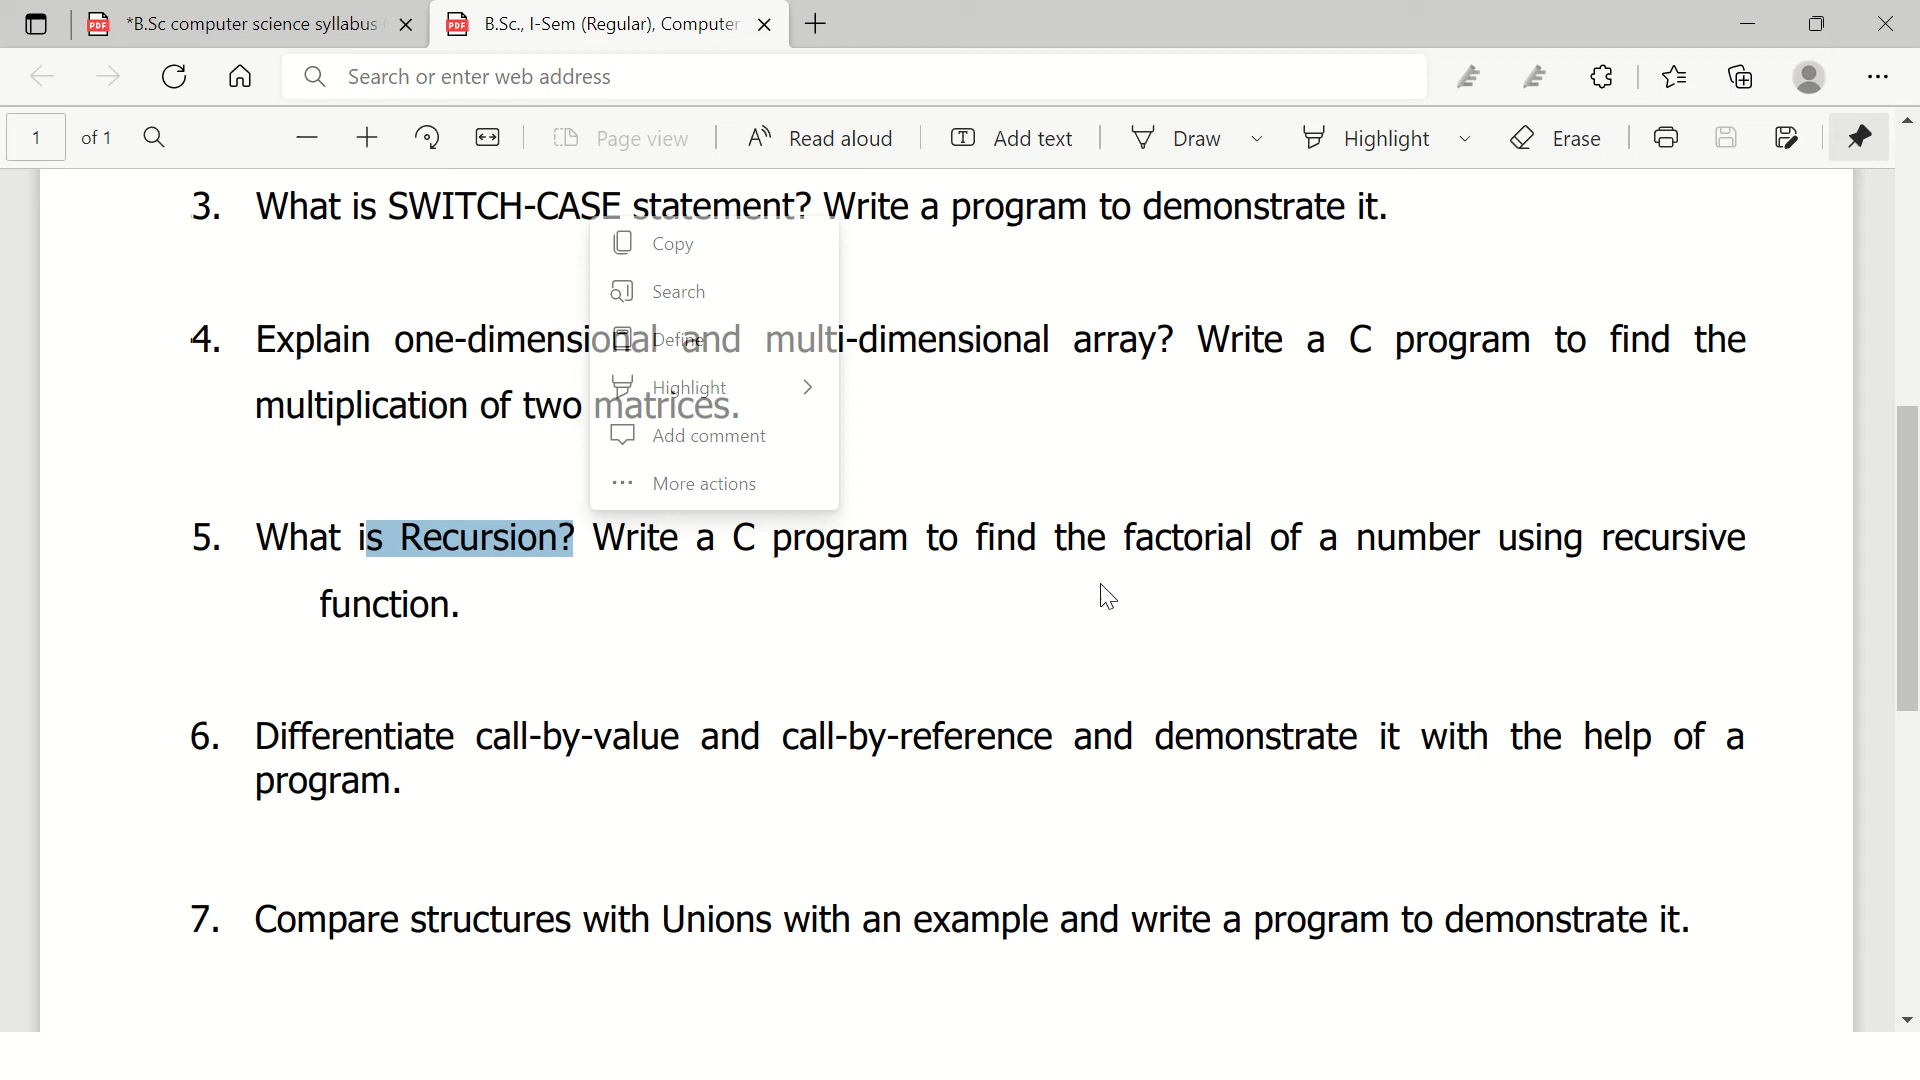 *B.Sc computer science syllabus
B.Sc., I-Sem (Regular), Computer
Search or enter web address
1 of 1
Page view
Read aloud
Add text
Draw
Highlight
Erase
3. What is SWITCH-CASE statement? Write a program to demonstrate it.
Copy
Search
4. Explain one-dimensional and multi-dimensional array? Write a C program to find the
Define
Highlight
multiplication of two matrices.
Add comment
More actions
5. What is Recursion? Write a C program to find the factorial of a number using recursive
function.
6. Differentiate call-by-value and call-by-reference and demonstrate it with the help of a
program.
7. Compare structures with Unions with an example and write a program to demonstrate it.